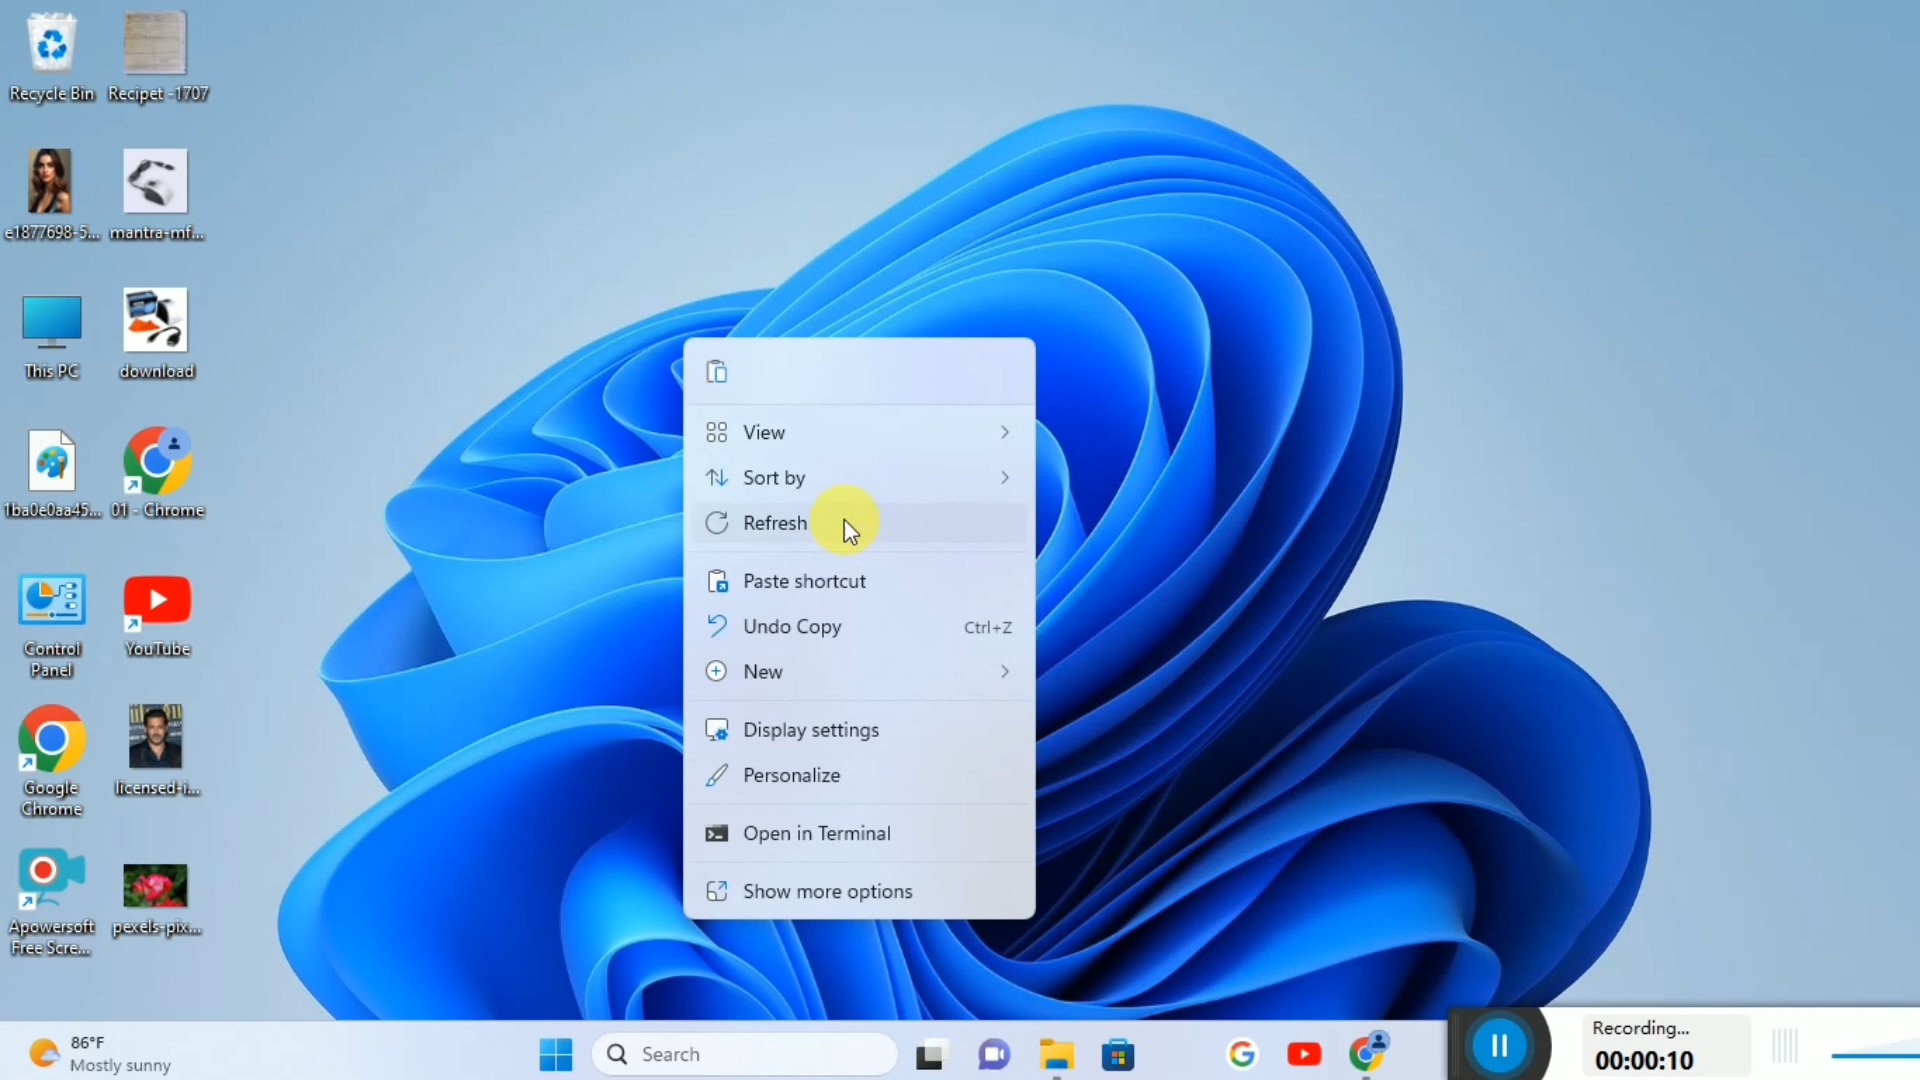 Recycle Bin
Recipet -1707
e1877698-5...
mantra-mf...
This PC
download
1ba0e0aa45...
01 - Chrome
Control
Panel
YouTube
Google
Chrome
licensed-i...
Apowersoft
Free Scre...
pexels-pix...
View
Sort by
Refresh
Paste shortcut
Undo Copy Ctrl+Z
New
Display settings
Personalize
Open in Terminal
Show more options
86°F
Mostly sunny
Search
Recording...
00:00:10